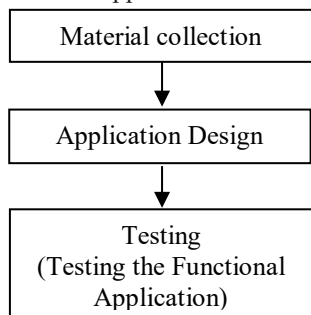 Material collection
Application Design
Testing
(Testing the Functional
Application)